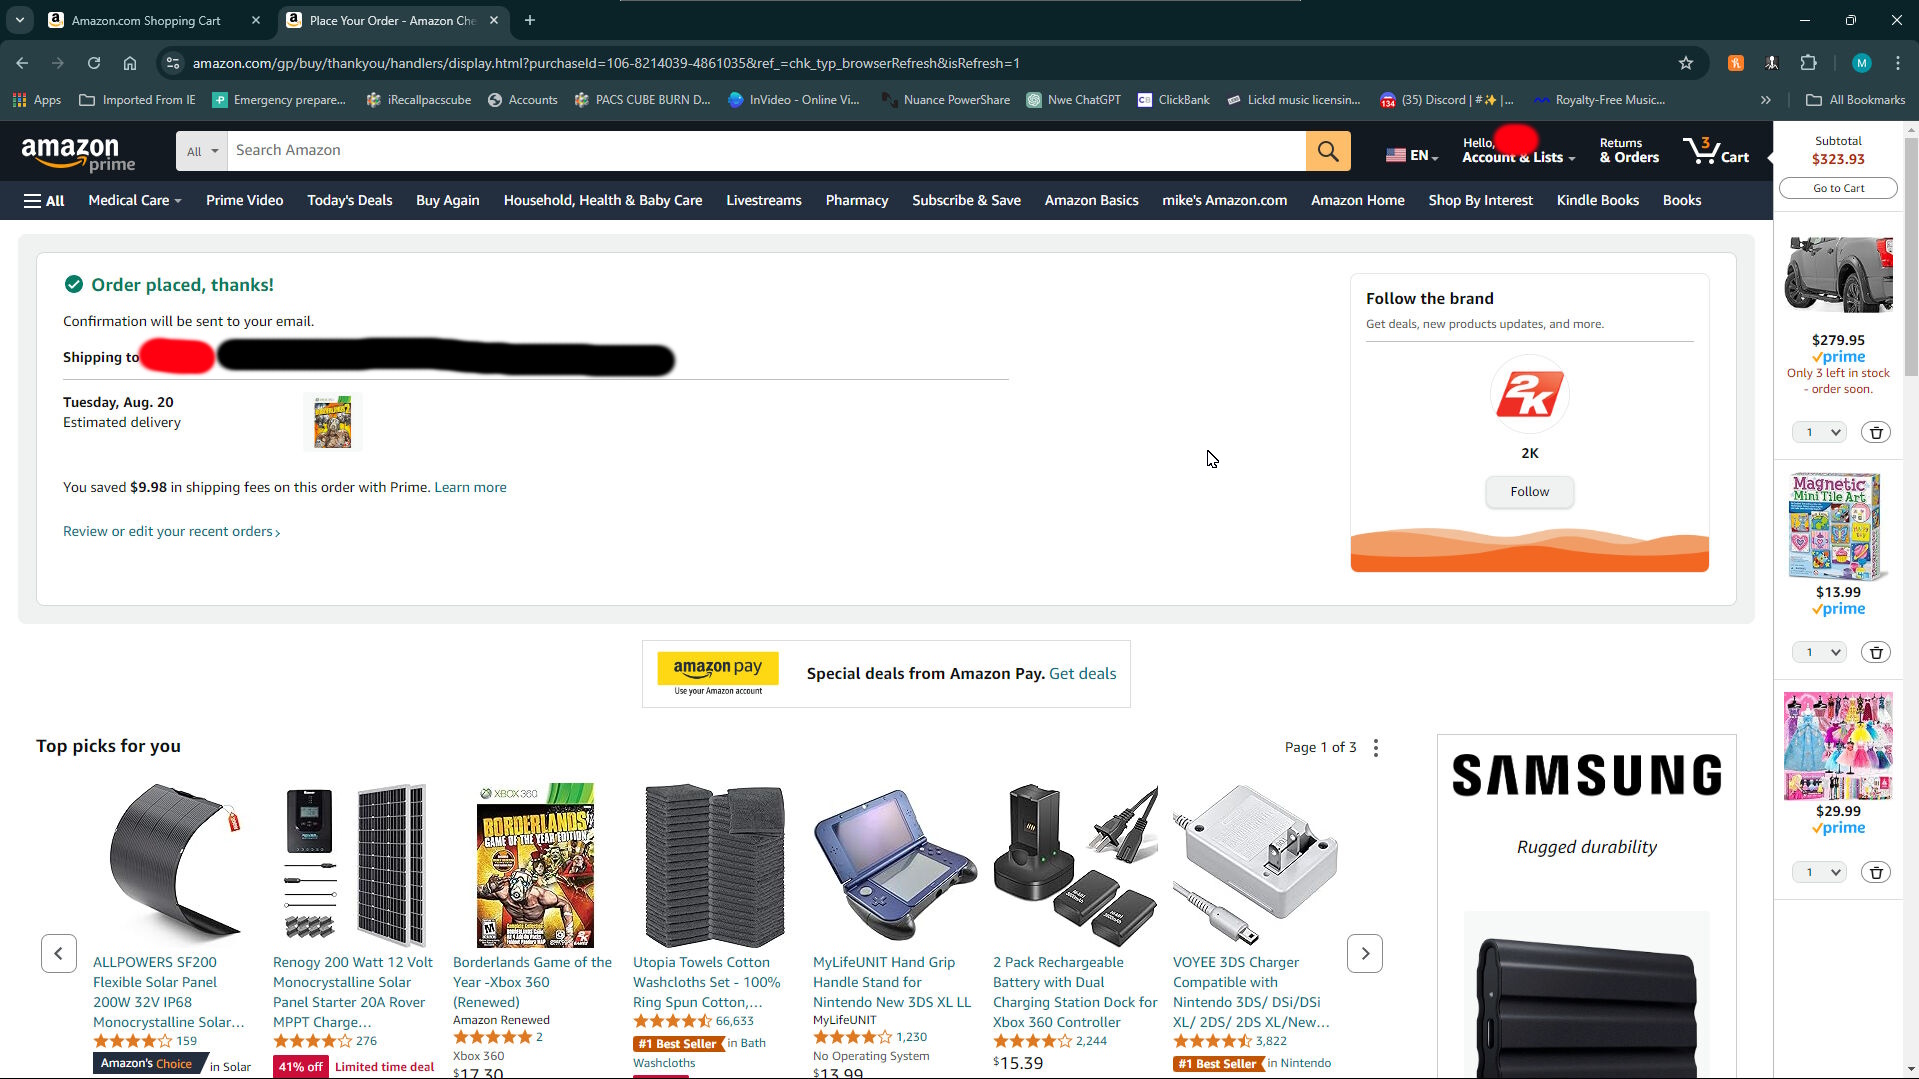 Amazon.com Shopping Cart
Place Your Order - Amazon Che
amazon.com/gp/buy/thankyou/handlers/display.html?purchaseId=106-8214039-4861035&ref_=chk_typ_browserRefresh&isRefresh=1
M
Apps
Imported From IE
Emergency prepare...
iRecallpacscube
Accounts
PACS CUBE BURN D...
InVideo - Online Vi...
Nuance PowerShare
Nwe ChatGPT
ClickBank
Lickd music licensin...
134
(35) Discord | #✨ |...
Royalty-Free Music...
All Bookmarks
amazon
prime
All
Search Amazon
EN
Hello,
Account & Lists
Returns
& Orders
3
Cart
All
Medical Care
Prime Video
Today's Deals
Buy Again
Household, Health & Baby Care
Livestreams
Pharmacy
Subscribe & Save
Amazon Basics
mike's Amazon.com
Amazon Home
Shop By Interest
Kindle Books
Books
Subtotal
$323.93
Go to Cart
Order placed, thanks!
Confirmation will be sent to your email.
Shipping to
Tuesday, Aug. 20
Estimated delivery
You saved $9.98 in shipping fees on this order with Prime. Learn more
Review or edit your recent orders ›
Follow the brand
Get deals, new products updates, and more.
2K
2K
Follow
$279.95
prime
Only 3 left in stock
- order soon.
1
Magnetic
Mini Tile Art
$13.99
prime
1
$29.99
prime
1
amazon pay
Use your Amazon account
Special deals from Amazon Pay. Get deals
Top picks for you
Page 1 of 3
XBOX 360
BORDERLANDS
GAME OF THE YEAR EDITION
ALLPOWERS SF200
Flexible Solar Panel
200W 32V IP68
Monocrystalline Solar...
159
Amazon's Choice in Solar
Renogy 200 Watt 12 Volt
Monocrystalline Solar
Panel Starter 20A Rover
MPPT Charge...
276
41% off Limited time deal
Borderlands Game of the
Year -Xbox 360
(Renewed)
Amazon Renewed
2
Xbox 360
$17.30
Utopia Towels Cotton
Washcloths Set - 100%
Ring Spun Cotton,...
66,633
#1 Best Seller in Bath
Washcloths
MyLifeUNIT Hand Grip
Handle Stand for
Nintendo New 3DS XL LL
MyLifeUNIT
1,230
No Operating System
$13.99
2 Pack Rechargeable
Battery with Dual
Charging Station Dock for
Xbox 360 Controller
2,244
$15.39
VOYEE 3DS Charger
Compatible with
Nintendo 3DS/ DSi/DSi
XL/ 2DS/ 2DS XL/New...
3,822
#1 Best Seller in Nintendo
SAMSUNG
Rugged durability